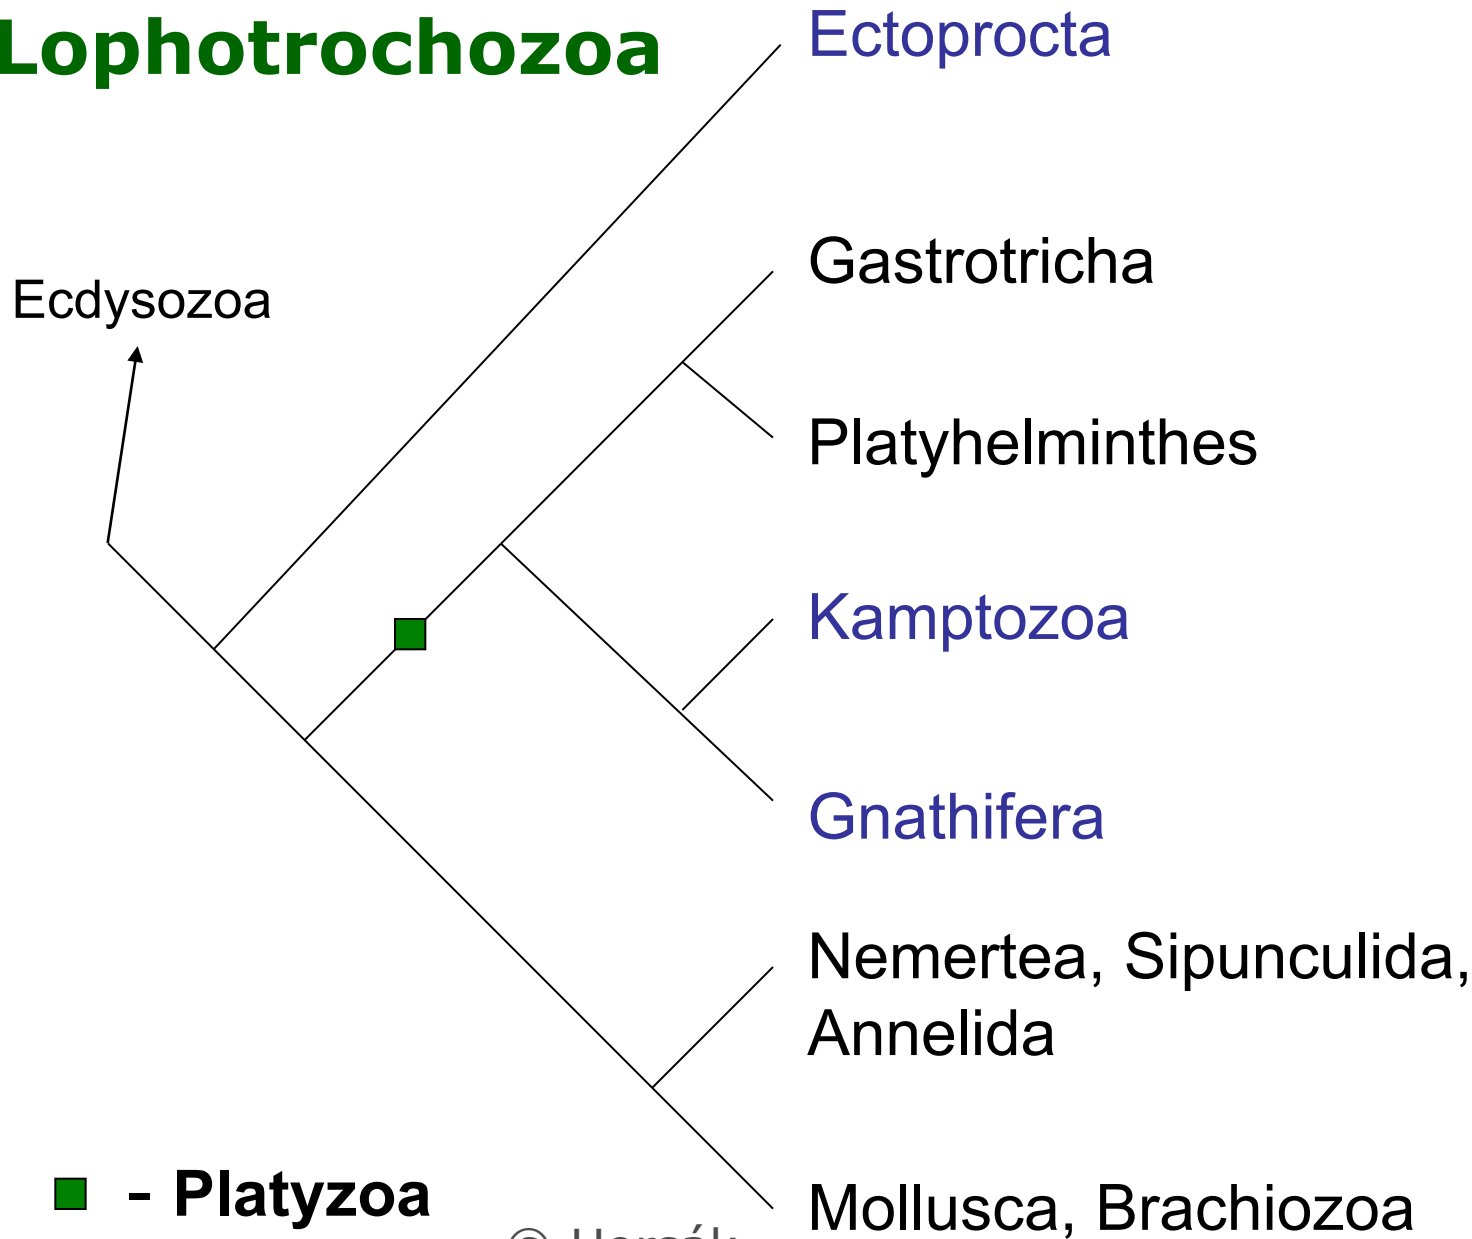 Lophotrochozoa
Ectoprocta
Gastrotricha
Ecdysozoa
Platyhelminthes
Kamptozoa
Gnathifera
Nemertea, Sipunculida,
Annelida
- Platyzoa
Mollusca, Brachiozoa